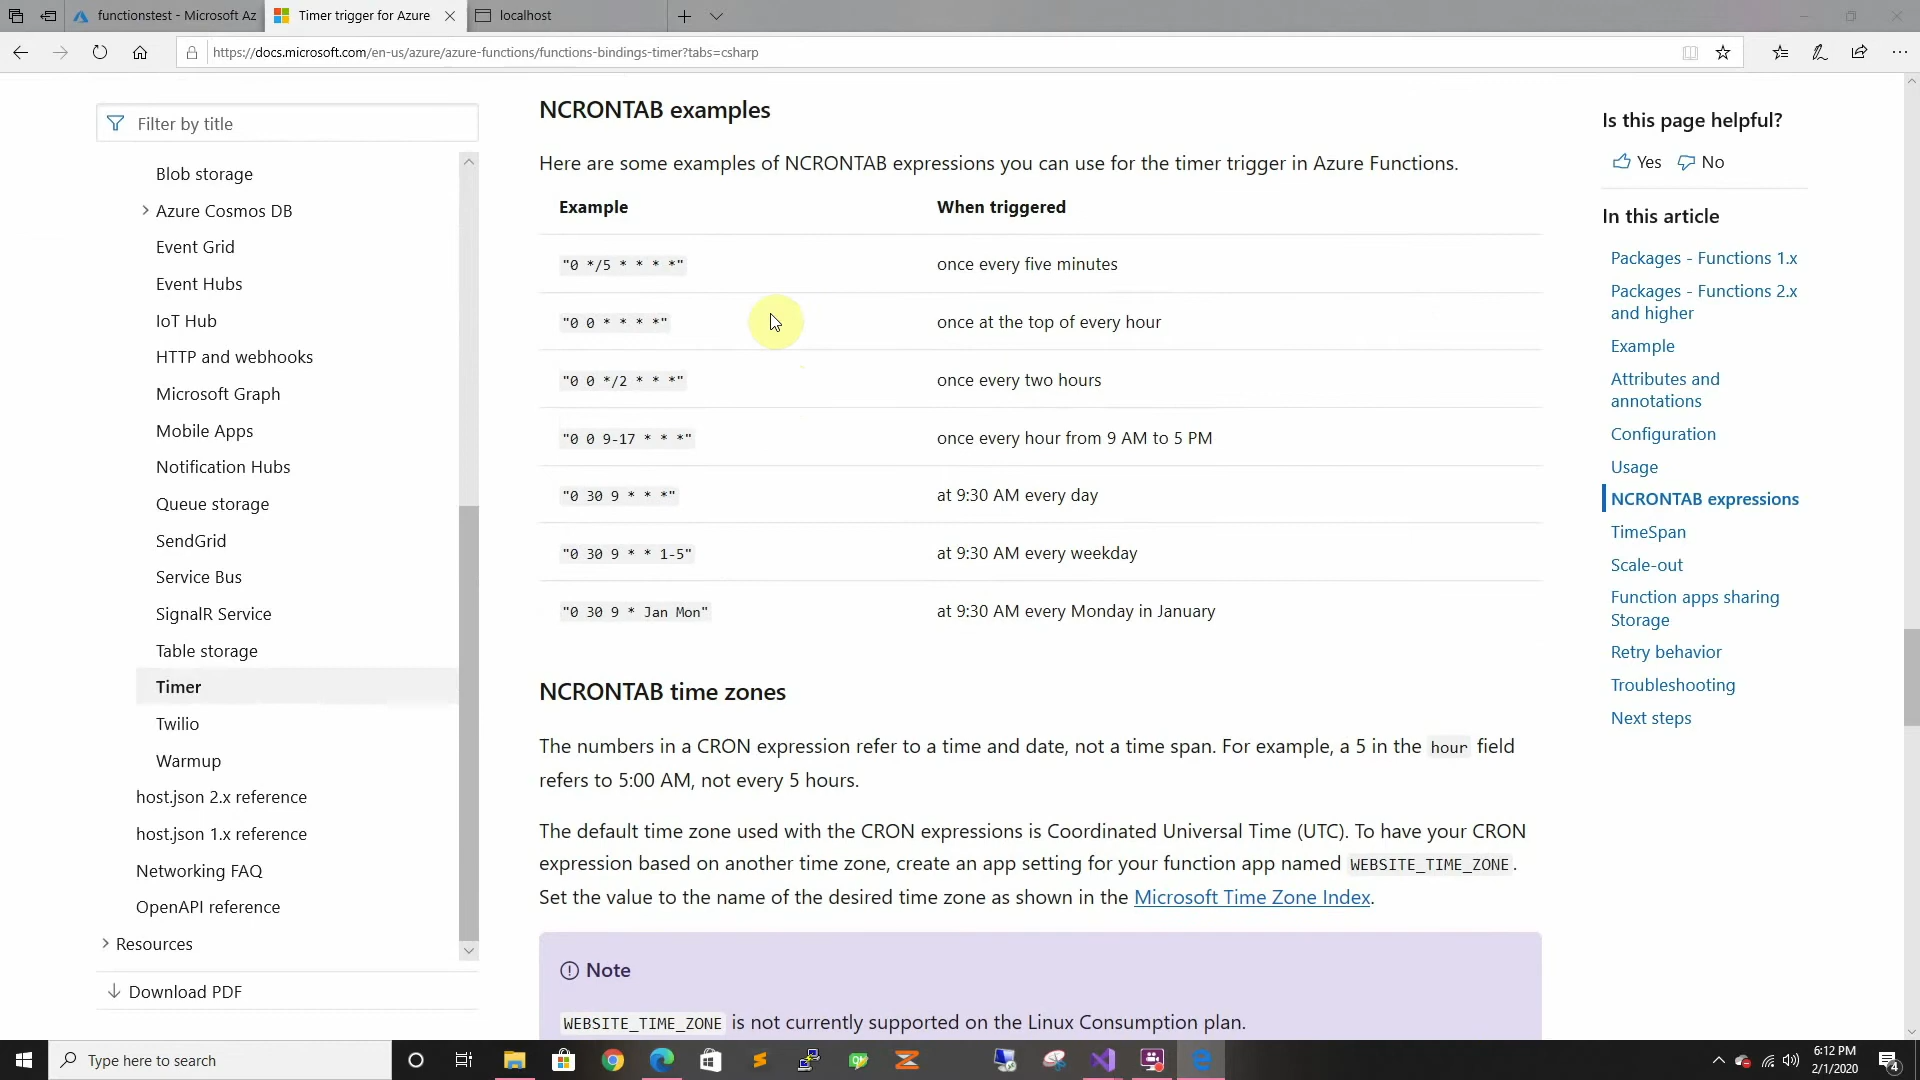 functionstest - Microsoft Az
Timer trigger for Azure
localhost
https://docs.microsoft.com/en-us/azure/azure-functions/functions-bindings-timer?tabs=csharp
Filter by title
Blob storage
Azure Cosmos DB
Event Grid
Event Hubs
IoT Hub
HTTP and webhooks
Microsoft Graph
Mobile Apps
Notification Hubs
Queue storage
SendGrid
Service Bus
SignalR Service
Table storage
Timer
Twilio
Warmup
host.json 2.x reference
host.json 1.x reference
Networking FAQ
OpenAPI reference
Resources
Download PDF
NCRONTAB examples
Here are some examples of NCRONTAB expressions you can use for the timer trigger in Azure Functions.
Example When triggered
"0 */5 * * * *" once every five minutes
"0 0 * * * *" once at the top of every hour
"0 0 */2 * * *" once every two hours
"0 0 9-17 * * *" once every hour from 9 AM to 5 PM
"0 30 9 * * *" at 9:30 AM every day
"0 30 9 * * 1-5" at 9:30 AM every weekday
"0 30 9 * Jan Mon" at 9:30 AM every Monday in January
NCRONTAB time zones
The numbers in a CRON expression refer to a time and date, not a time span. For example, a 5 in the hour field
refers to 5:00 AM, not every 5 hours.
The default time zone used with the CRON expressions is Coordinated Universal Time (UTC). To have your CRON
expression based on another time zone, create an app setting for your function app named WEBSITE_TIME_ZONE.
Set the value to the name of the desired time zone as shown in the Microsoft Time Zone Index.
Note
WEBSITE_TIME_ZONE is not currently supported on the Linux Consumption plan.
Is this page helpful?
Yes No
In this article
Packages - Functions 1.x
Packages - Functions 2.x
and higher
Example
Attributes and
annotations
Configuration
Usage
NCRONTAB expressions
TimeSpan
Scale-out
Function apps sharing
Storage
Retry behavior
Troubleshooting
Next steps
Type here to search
6:12 PM
2/1/2020
4